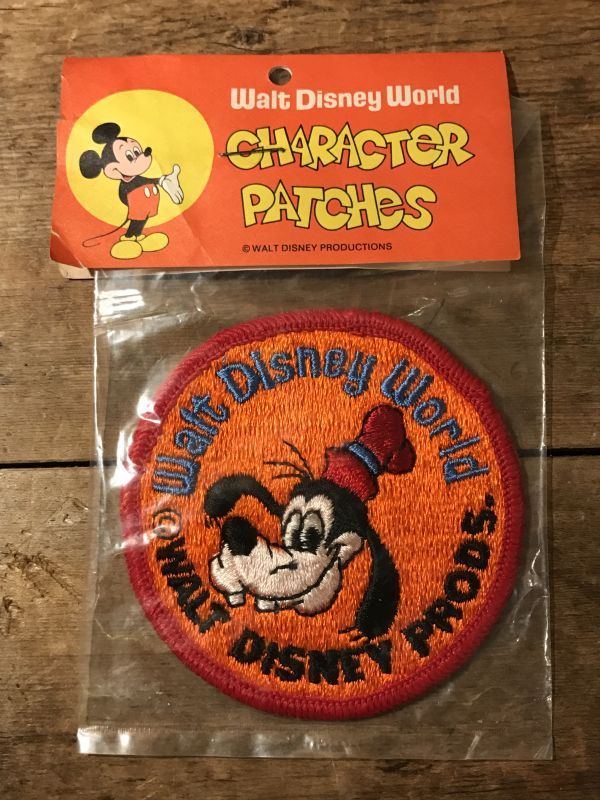 Walt Disney World
CHARACTER
PATCHES
© WALT DISNEY PRODUCTIONS
Walt Disney World
© WALT DISNEY PRODS.